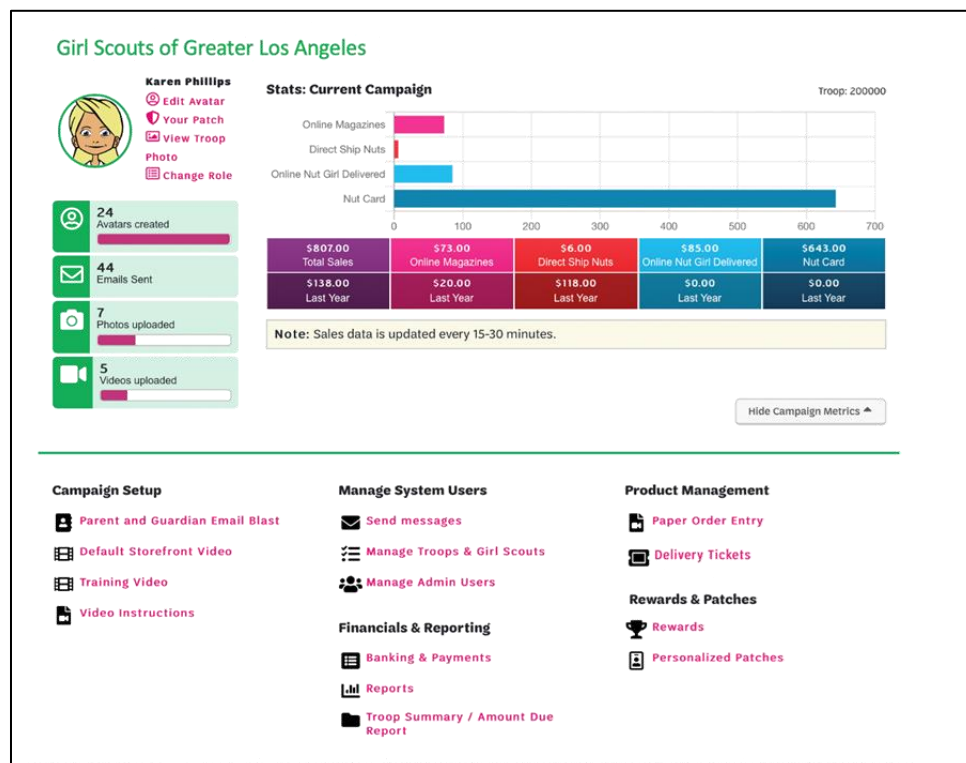 Girl Scouts of Greater Los Angeles
Karen Phillips
Edit Avatar
Your Patch
View Troop
Photo
Change Role
24
Avatars created
44
Emails Sent
7
Photos uploaded
5
Videos uploaded
Stats: Current Campaign
Troop: 200000
Online Magazines
Direct Ship Nuts
Online Nut Girl Delivered
Nut Card
0 100 200 300 400 500 600 700
$807.00 $73.00 $6.00 $85.00 $643.00
Total Sales Online Magazines Direct Ship Nuts Online Nut Girl Delivered Nut Card
$138.00 $20.00 $118.00 $0.00 $0.00
Last Year Last Year Last Year Last Year Last Year
Note: Sales data is updated every 15-30 minutes.
Hide Campaign Metrics
Campaign Setup
Parent and Guardian Email Blast
Default Storefront Video
Training Video
Video Instructions
Manage System Users
Send messages
Manage Troops & Girl Scouts
Manage Admin Users
Financials & Reporting
Banking & Payments
Reports
Troop Summary / Amount Due
Report
Product Management
Paper Order Entry
Delivery Tickets
Rewards & Patches
Rewards
Personalized Patches